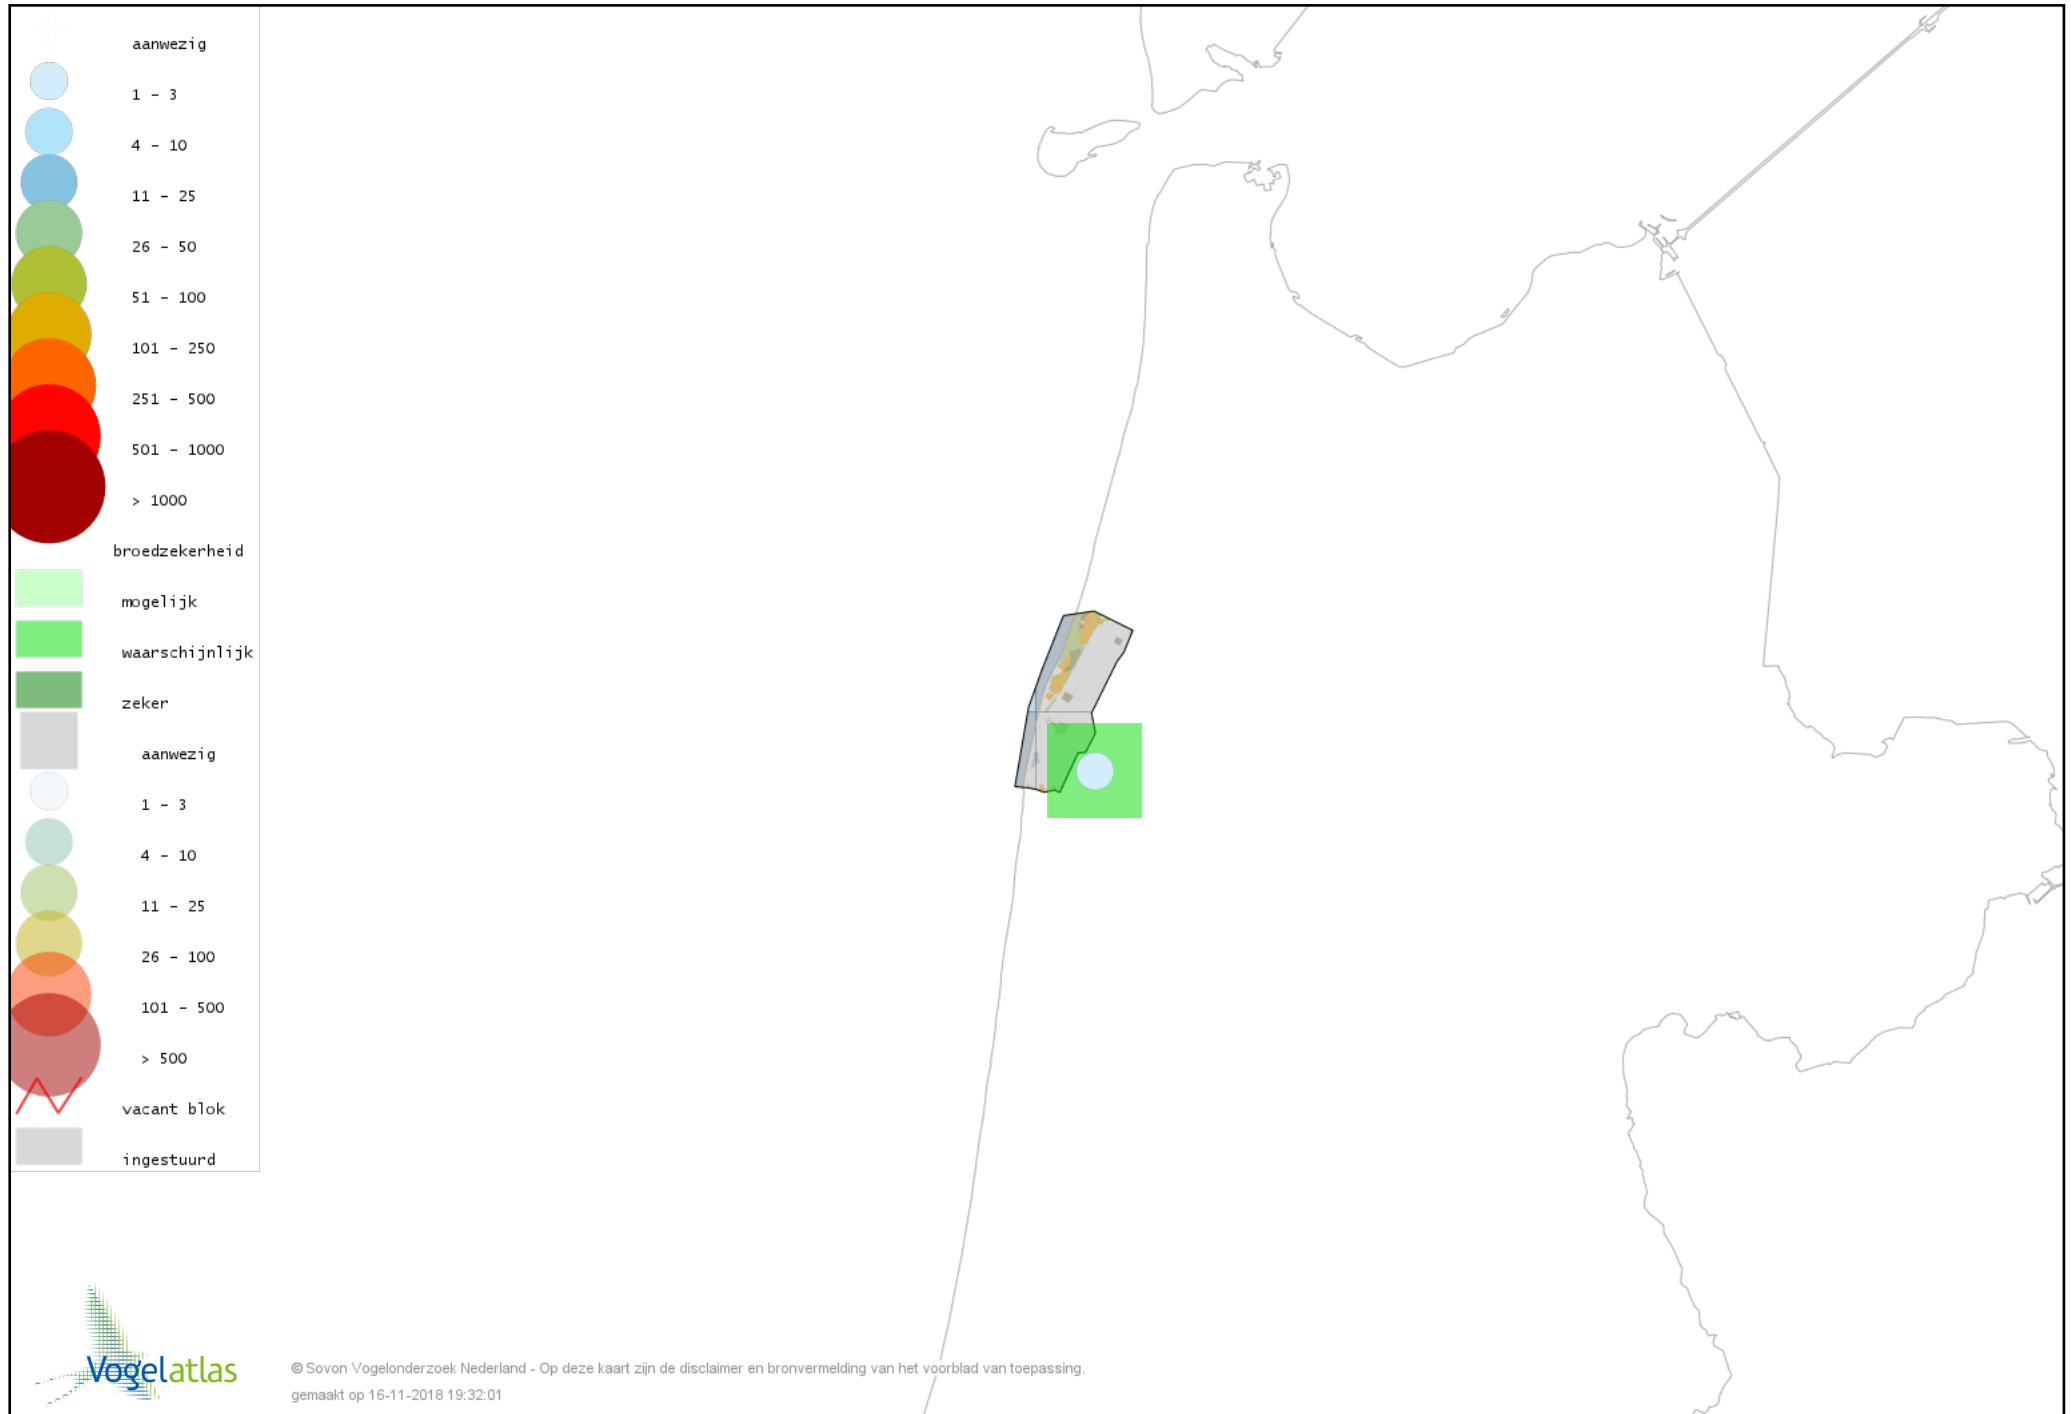 aanwezig
1 - 3
4 - 10
11 - 25
26 - 50
51 - 100
101 - 250
251 - 500
501 - 1000
> 1000
broedzekerheid
mogelijk
waarschijnlijk
zeker
aanwezig
1 - 3
4 - 10
11 - 25
26 - 100
101 - 500
> 500
vacant blok
ingestuurd
Vogelatlas
© Sovon Vogelonderzoek Nederland - Op deze kaart zijn de disclaimer en bronvermelding van het voorblad van toepassing.
gemaakt op 16-11-2018 19:32:01